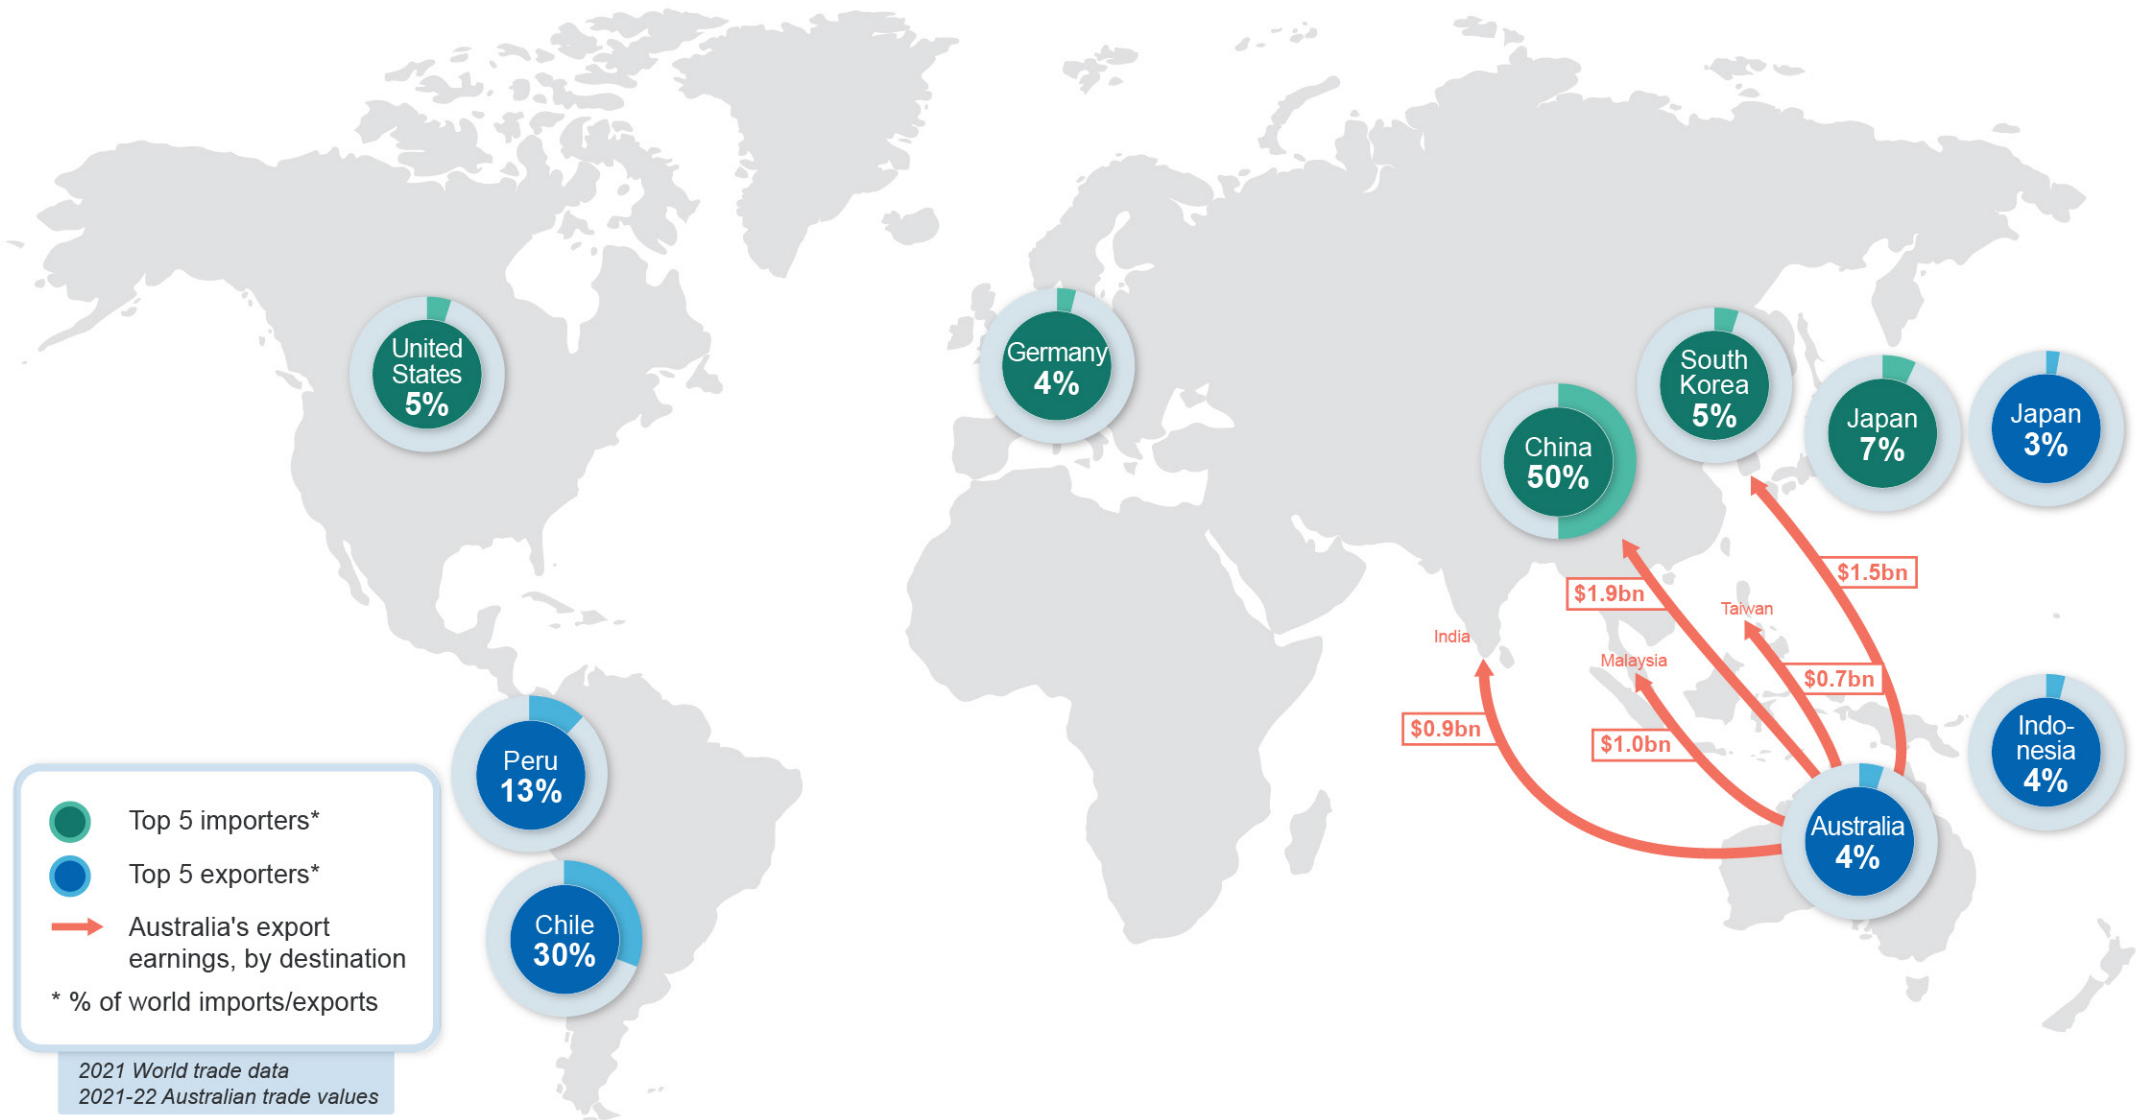 United
States
5%
Germany
4%
South
Korea
5%
Japan
7%
Japan
3%
China
50%
$1.5bn
$1.9bn
Taiwan
India
Malaysia
$0.7bn
$0.9bn
$1.0bn
Indo-
nesia
4%
Peru
13%
Australia
4%
Chile
30%
Top 5 importers*
Top 5 exporters*
Australia's export
earnings, by destination
* % of world imports/exports
2021 World trade data
2021-22 Australian trade values